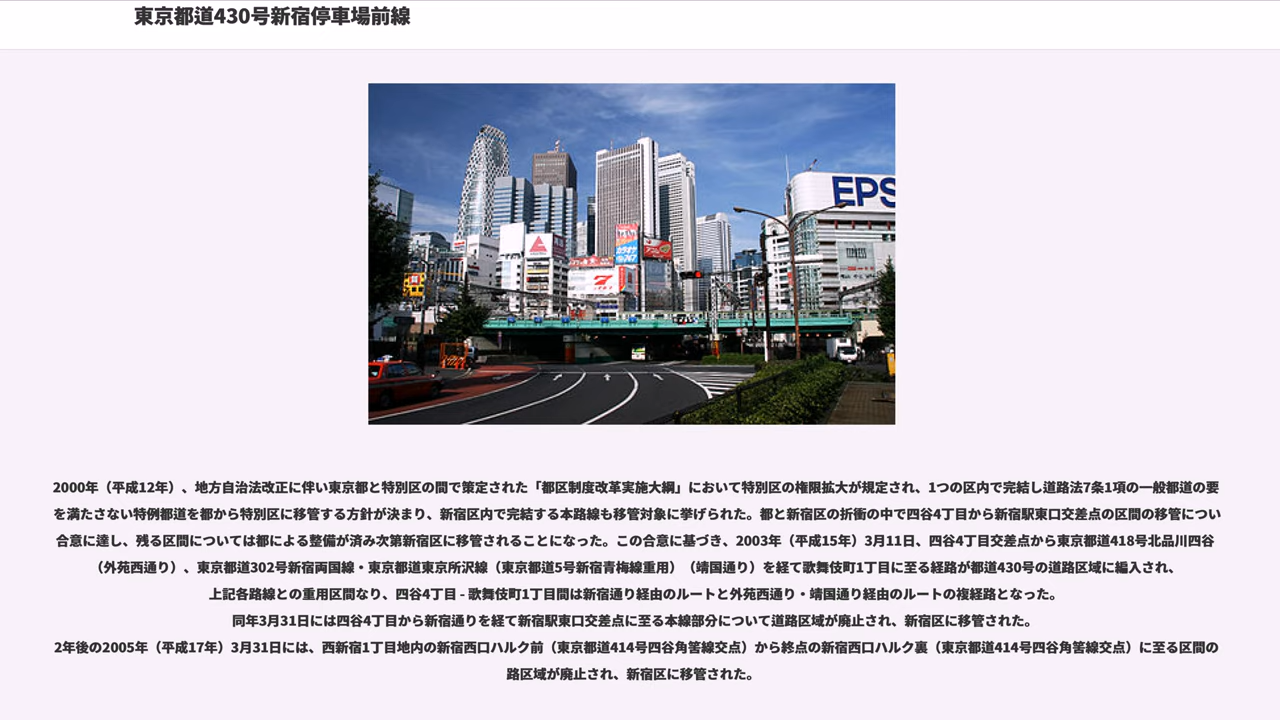 東京都道430号新宿停車場前線
EPS
2000年（平成12年）、地方自治法改正に伴い東京都と特別区の間で策定された「都区制度改革実施大綱」において特別区の権限拡大が規定され、1つの区内で完結し道路法7条1項の一般都道の要
を満たさない特例都道を都から特別区に移管する方針が決まり、新宿区内で完結する本路線も移管対象に挙げられた。都と新宿区の折衝の中で四谷4丁目から新宿駅東口交差点の区間の移管につい
合意に達し、残る区間については都による整備が済み次第新宿区に移管されることになった。この合意に基づき、2003年（平成15年）3月11日、四谷4丁目交差点から東京都道418号北品川四谷
（外苑西通り）、東京都道302号新宿両国線・東京都道東京所沢線（東京都道5号新宿青梅線重用）（靖国通り）を経て歌舞伎町1丁目に至る経路が都道430号の道路区域に編入され、
上記各路線との重用区間なり、四谷4丁目 - 歌舞伎町1丁目間は新宿通り経由のルートと外苑西通り・靖国通り経由のルートの複経路となった。
同年3月31日には四谷4丁目から新宿通りを経て新宿駅東口交差点に至る本線部分について道路区域が廃止され、新宿区に移管された。
2年後の2005年（平成17年）3月31日には、西新宿1丁目地内の新宿西口ハルク前（東京都道414号四谷角筈線交点）から終点の新宿西口ハルク裏（東京都道414号四谷角筈線交点）に至る区間の
路区域が廃止され、新宿区に移管された。